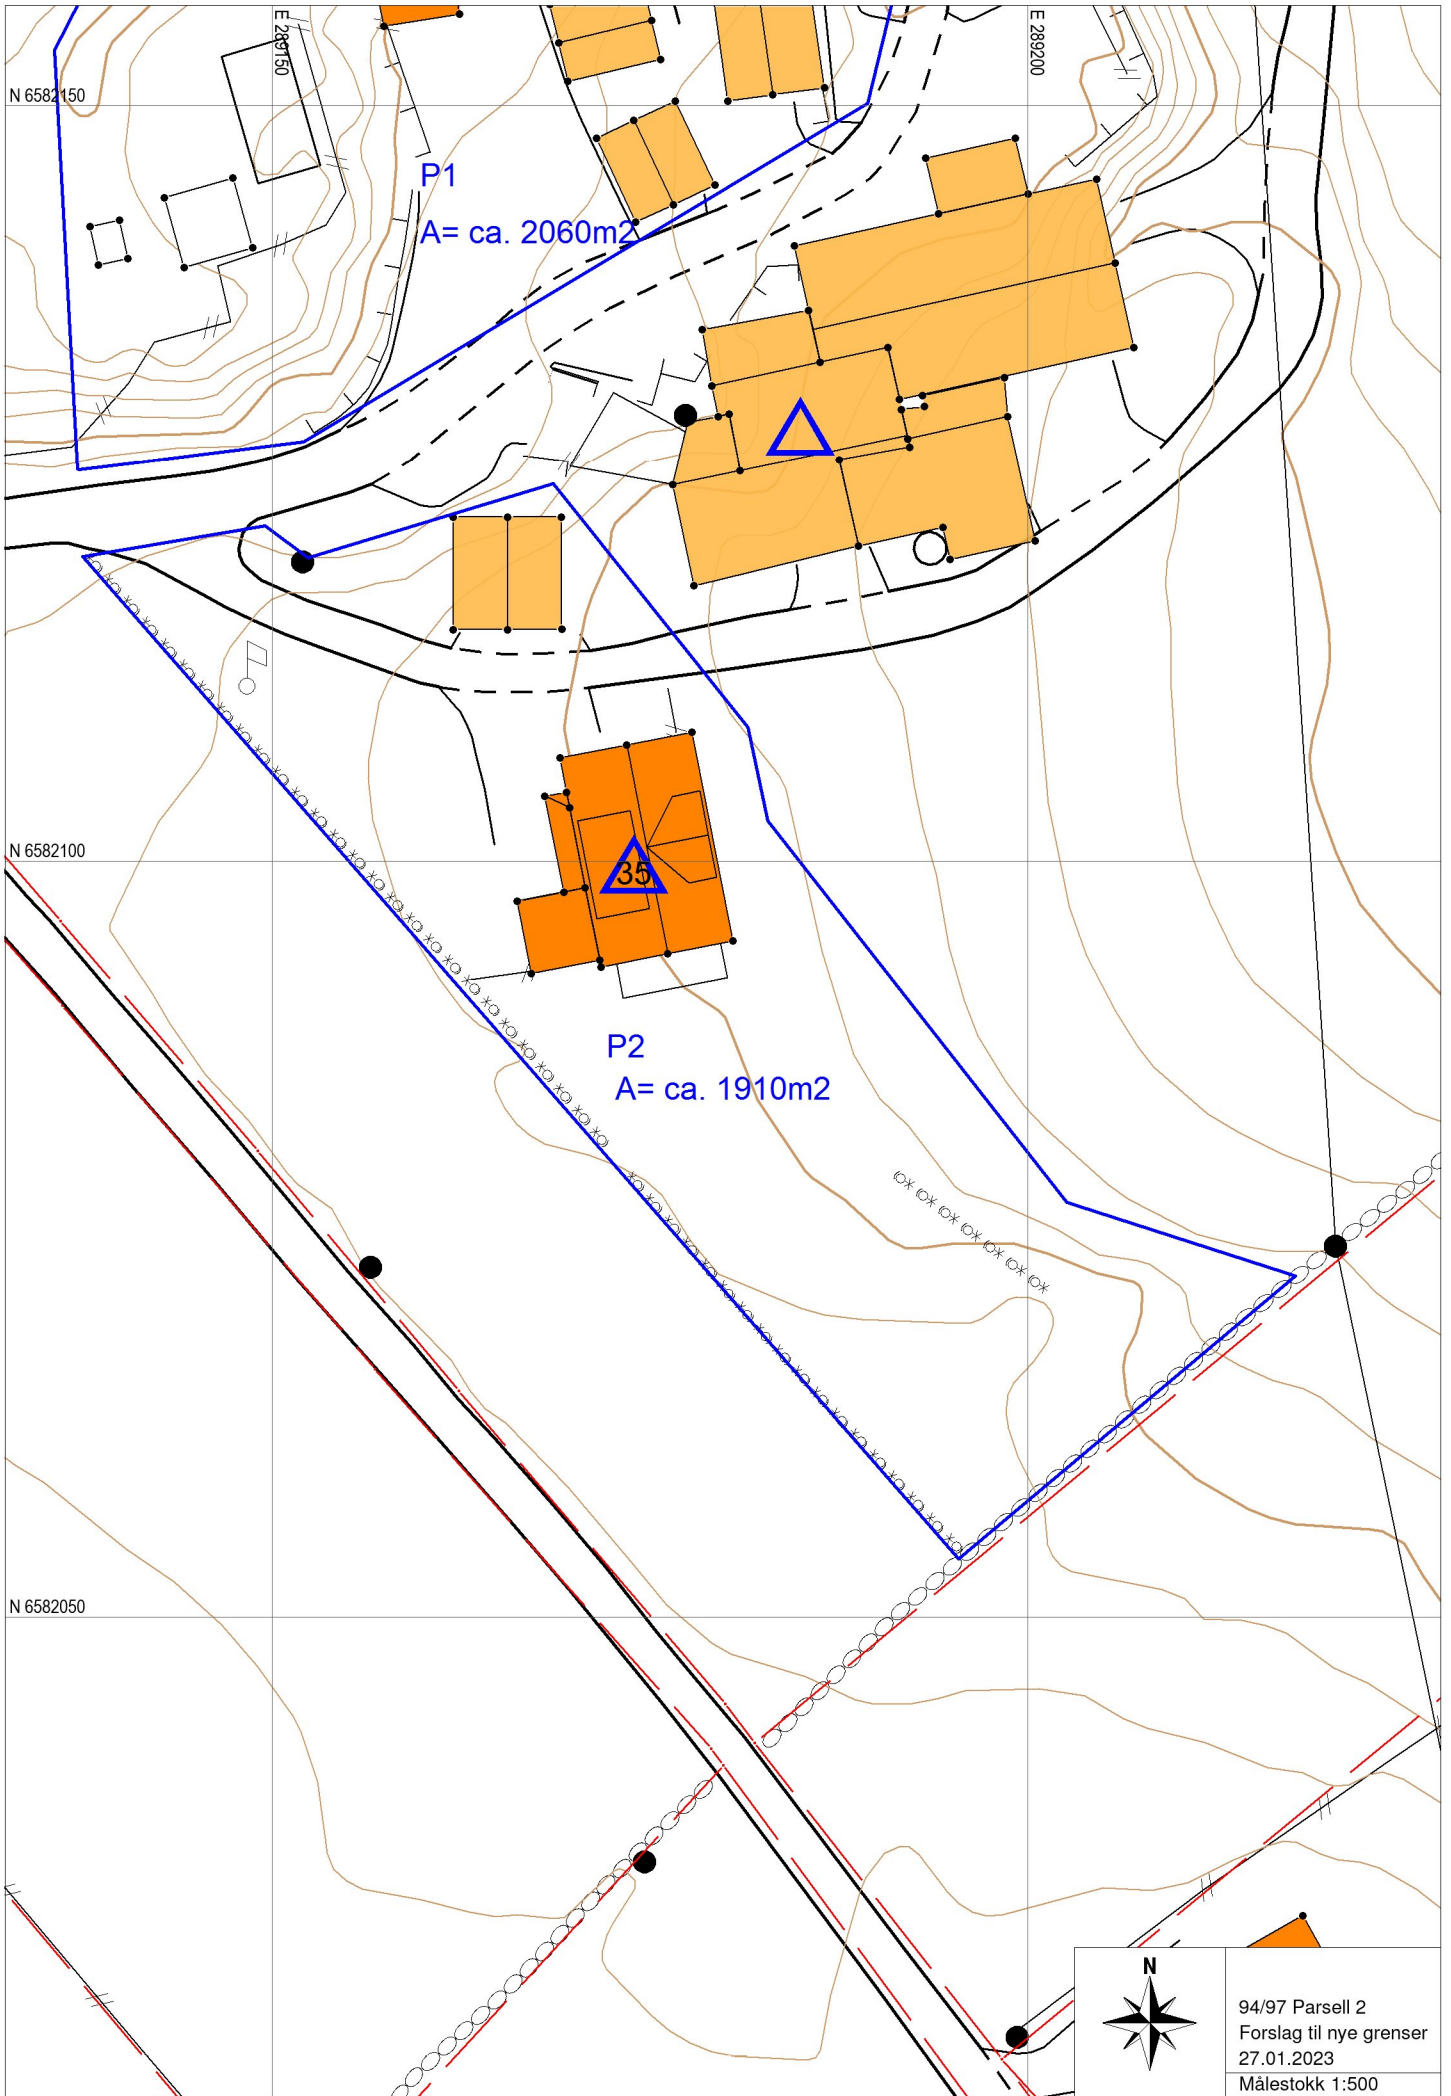 E 289150
E 289200
N 6582150
P1
A= ca. 2060m2
N 6582100
35
P2
A= ca. 1910m2
N 6582050
N
94/97 Parsell 2
Forslag til nye grenser
27.01.2023
Målestokk 1:500